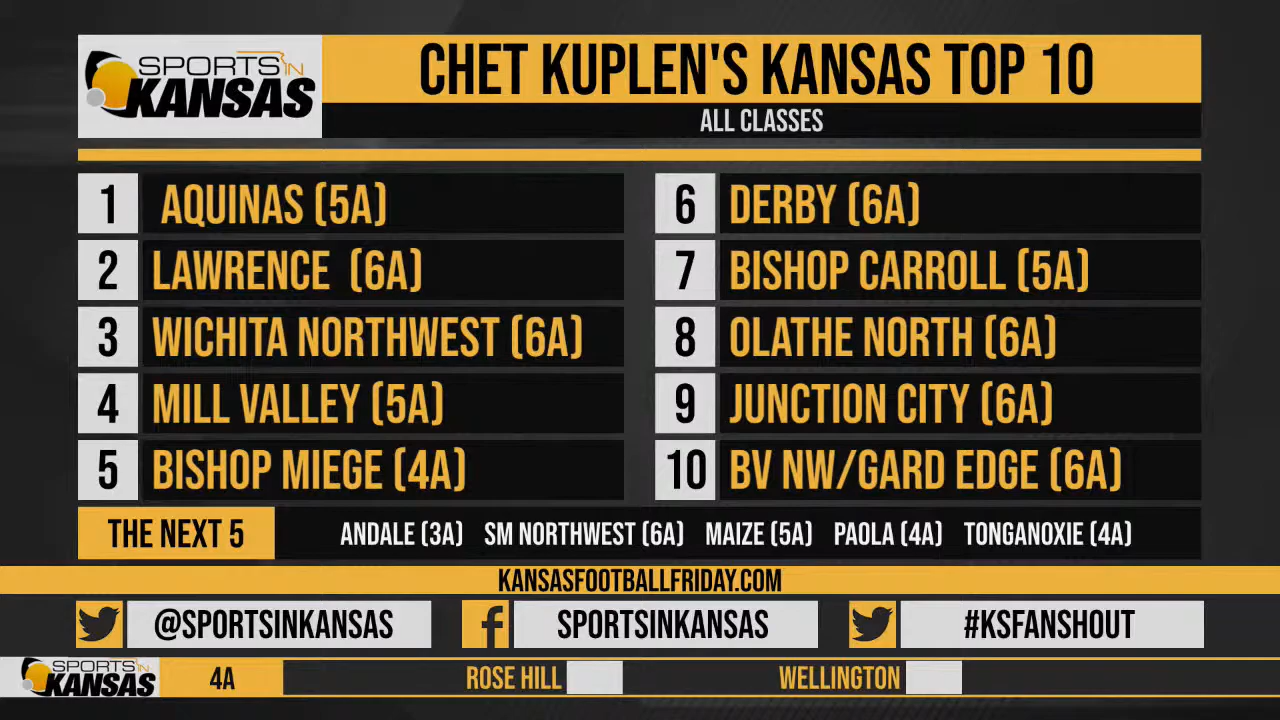 SPORTS IN
KANSAS
CHET KUPLEN'S KANSAS TOP 10
ALL CLASSES
1 AQUINAS (5A)
2 LAWRENCE (6A)
3 WICHITA NORTHWEST (6A)
4 MILL VALLEY (5A)
5 BISHOP MIEGE (4A)
6 DERBY (6A)
7 BISHOP CARROLL (5A)
8 OLATHE NORTH (6A)
9 JUNCTION CITY (6A)
10 BV NW/GARD EDGE (6A)
THE NEXT 5 ANDALE (3A) SM NORTHWEST (6A) MAIZE (5A) PAOLA (4A) TONGANOXIE (4A)
KANSASFOOTBALLFRIDAY.COM
@SPORTSINKANSAS f SPORTSINKANSAS #KSFANSHOUT
SPORTS IN
KANSAS
4A ROSE HILL WELLINGTON